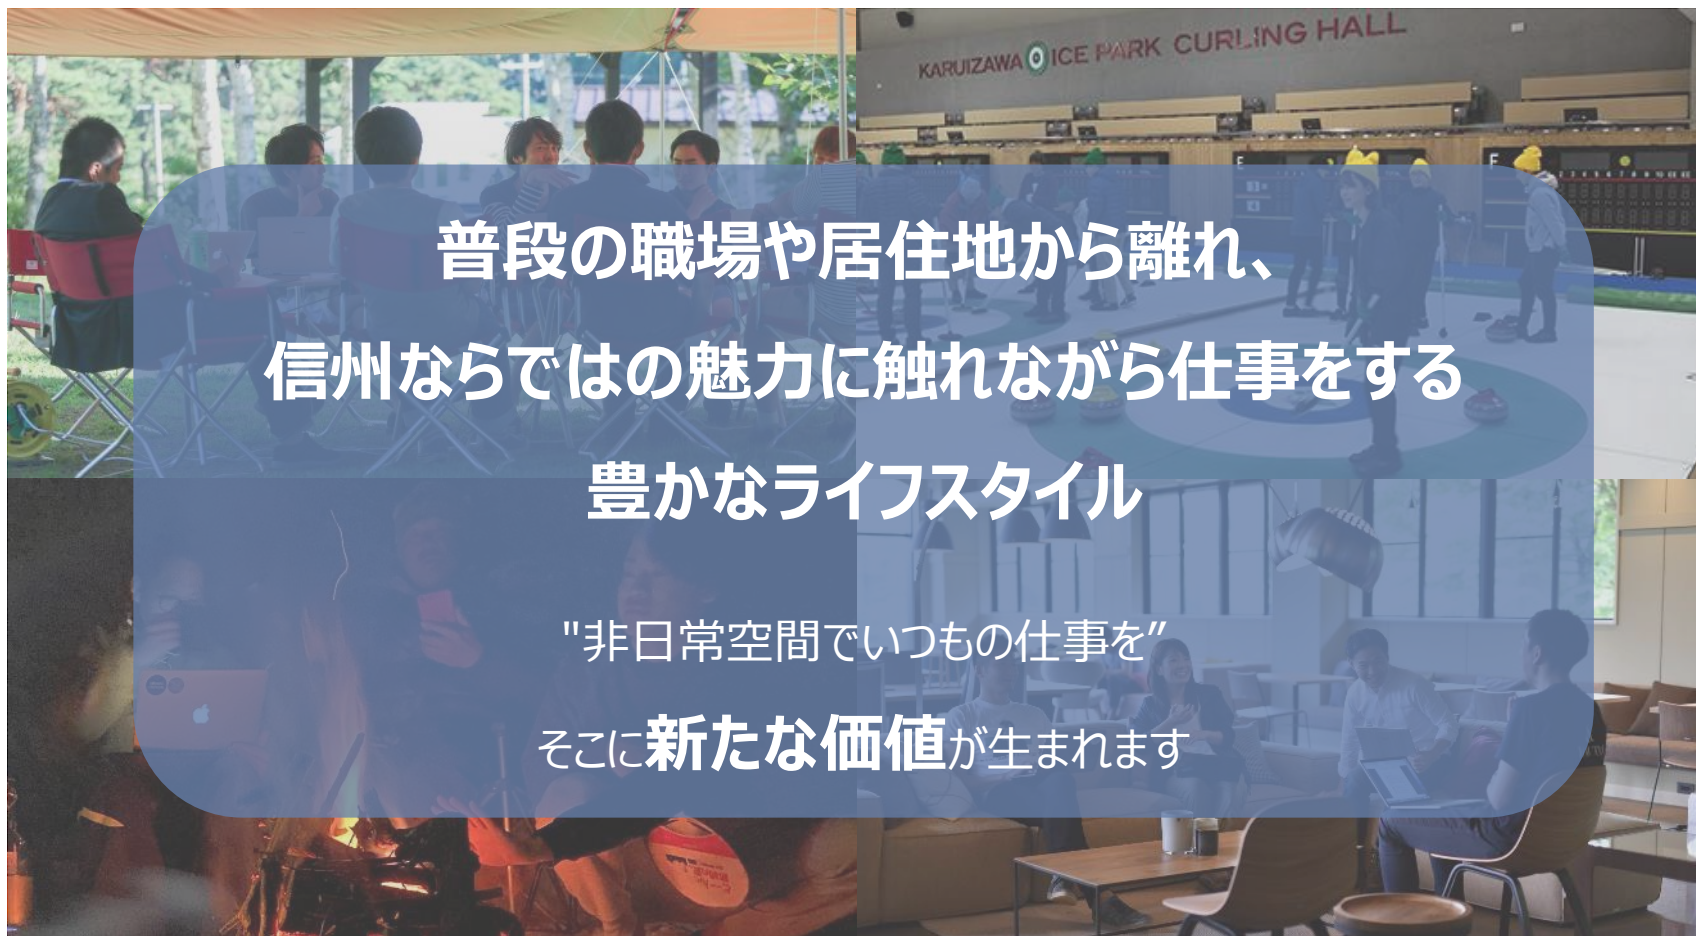 KARUIZAWA ICE PARK CURLING HALL
E
F
普段の職場や居住地から離れ、
信州ならではの魅力に触れながら仕事をする
豊かなライフスタイル
"非日常空間でいつもの仕事を”
そこに新たな価値が生まれます